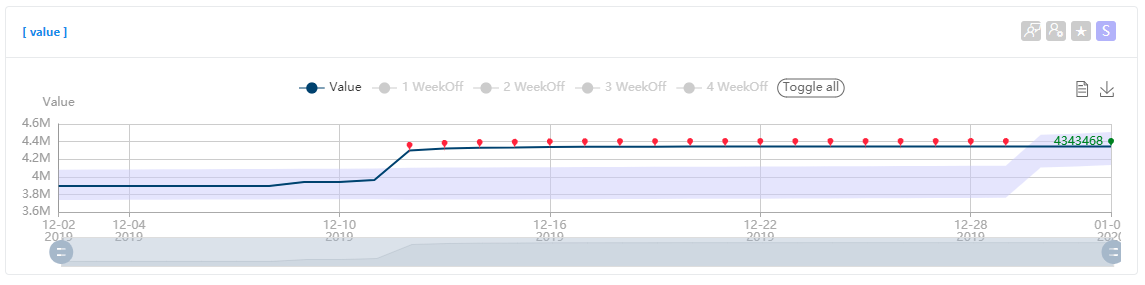 [ value ]
S
Value 1 WeekOff 2 WeekOff 3 WeekOff 4 WeekOff Toggle all
Value
4.6M
4.4M
4343468
4.2M
4M
3.8M
3.6M
12-02 12-04 12-10 12-16 12-22 12-28 01-0
2019 2019 2019 2019 2019 2019 2020